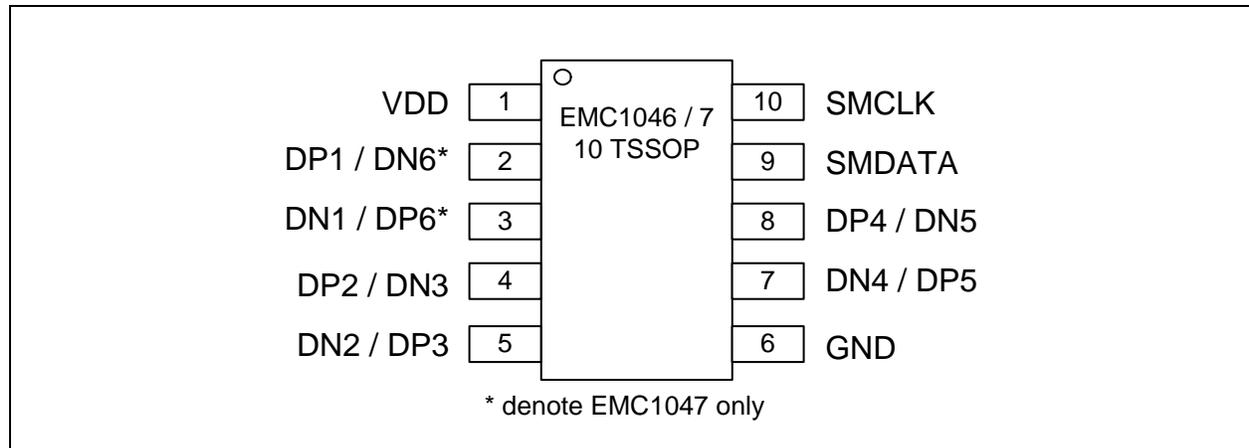 VDD 1
DP1 / DN6* 2
DN1 / DP6* 3
DP2 / DN3 4
DN2 / DP3 5
EMC1046 / 7
10 TSSOP
10 SMCLK
9 SMDATA
8 DP4 / DN5
7 DN4 / DP5
6 GND
* denote EMC1047 only